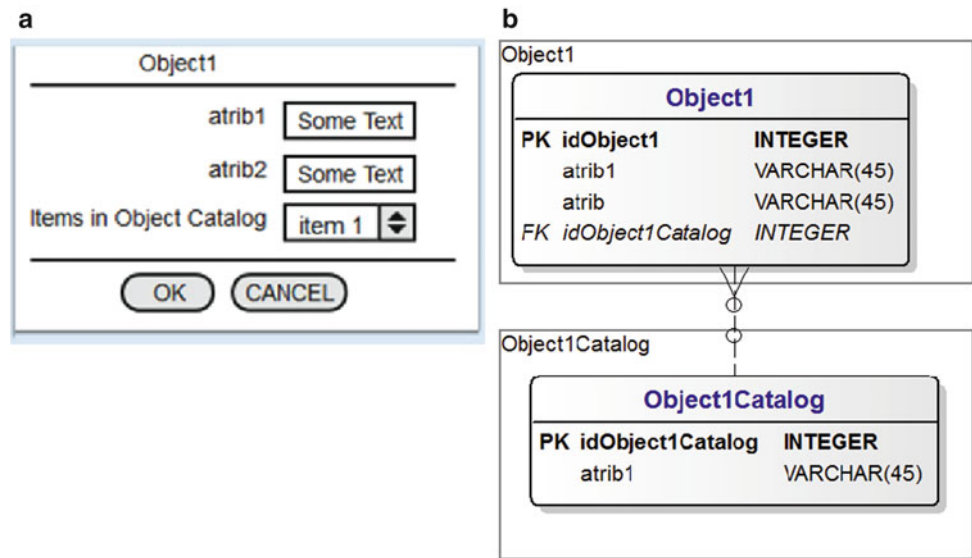 a
Object1
atrib1 Some Text
atrib2 Some Text
Items in Object Catalog item 1
OK CANCEL
b
Object1
Object1
PK idObject1 INTEGER
atrib1 VARCHAR(45)
atrib VARCHAR(45)
FK idObject1Catalog INTEGER
Object1Catalog
Object1Catalog
PK idObject1Catalog INTEGER
atrib1 VARCHAR(45)